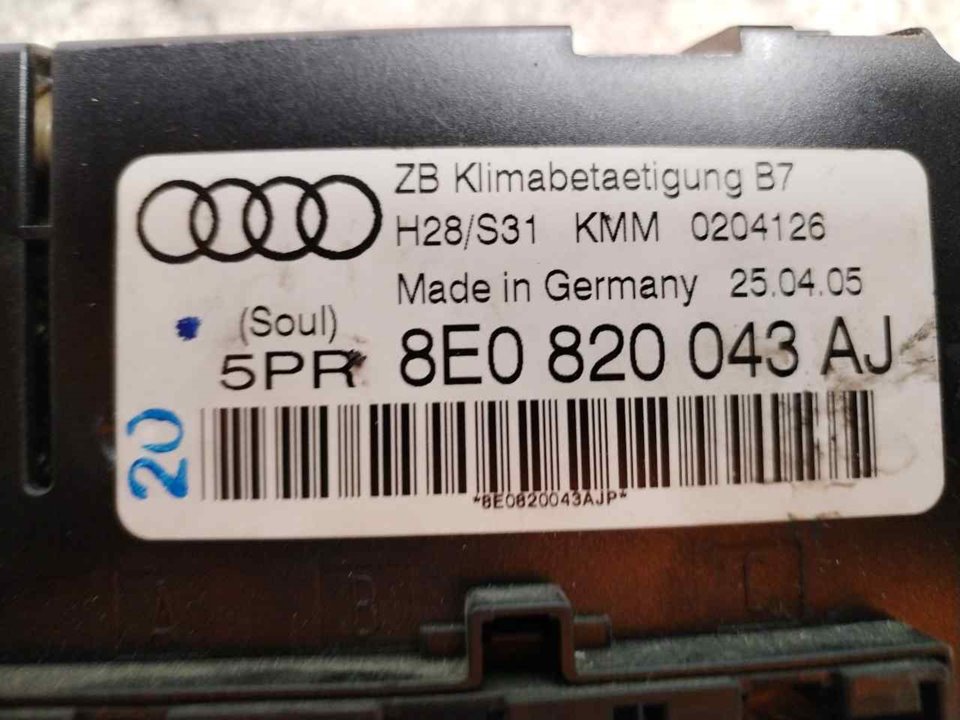 ZB Klimabetaetigung B7
H28/S31 KMM 0204126
Made in Germany 25.04.05
(Soul)
5PR 8E0 820 043 AJ
20
*8E0820043AJP*
A B C